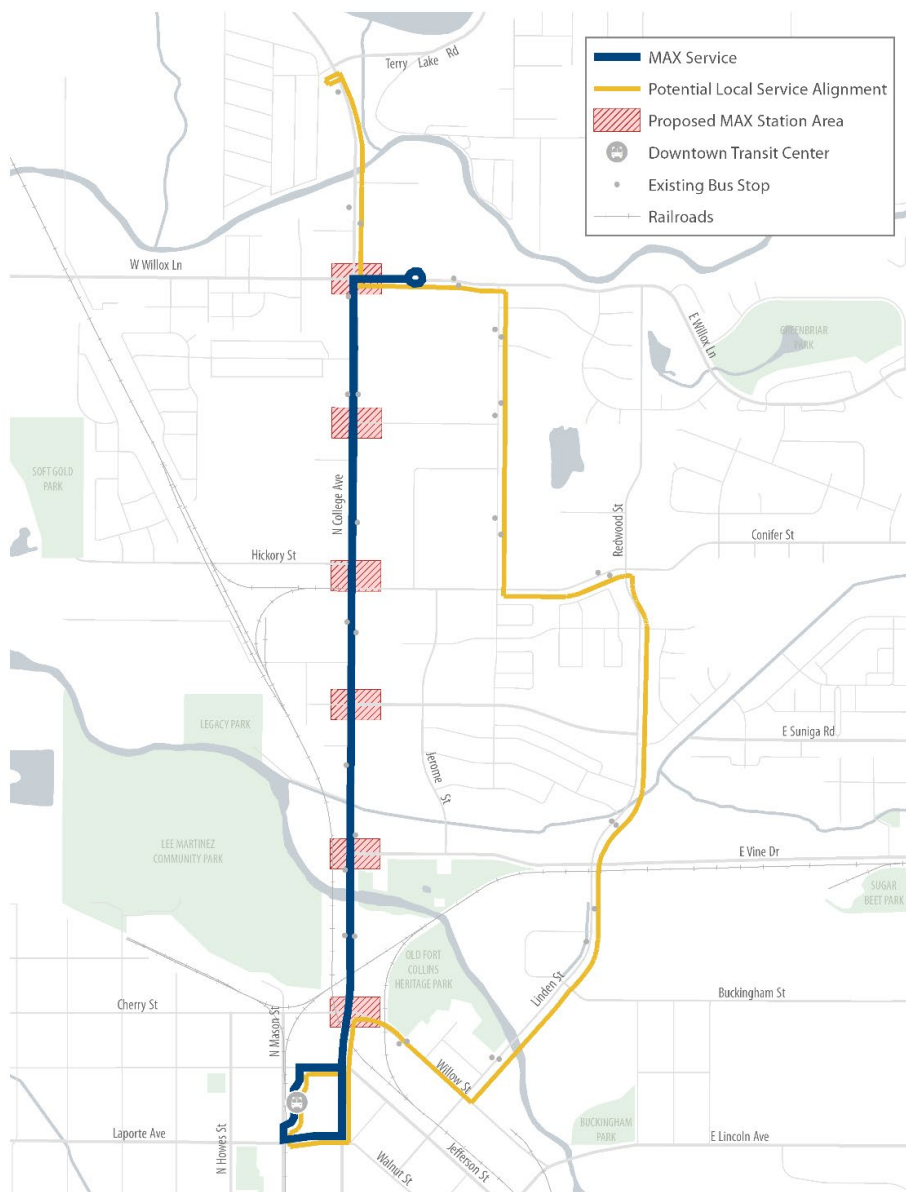 Terry Lake Rd
MAX Service
Potential Local Service Alignment
Proposed MAX Station Area
Downtown Transit Center
Existing Bus Stop
Railroads
W Willox Ln
E Willox Ln
GREENBRIAR
PARK
SOFT GOLD
PARK
N College Ave
Redwood St
Hickory St
Conifer St
LEGACY PARK
E Suniga Rd
Jerome St
LEE MARTINEZ
COMMUNITY PARK
E Vine Dr
SUGAR
BEET PARK
OLD FORT
COLLINS
HERITAGE PARK
Linden St
Buckingham St
Cherry St
N Mason St
Willow St
BUCKINGHAM
PARK
Laporte Ave
N Howes St
Walnut St
Jefferson St
E Lincoln Ave